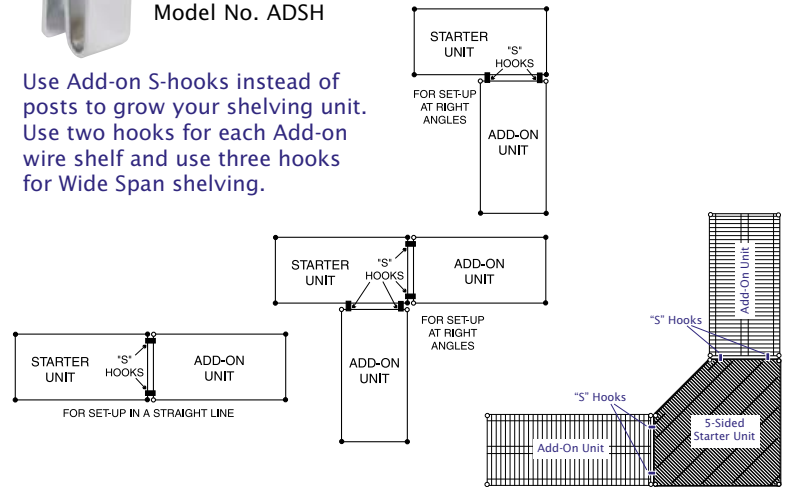 Model No. ADSH
Use Add-on S-hooks instead of
posts to grow your shelving unit.
Use two hooks for each Add-on
wire shelf and use three hooks
for Wide Span shelving.
STARTER
UNIT
"S"
HOOKS
FOR SET-UP
AT RIGHT
ANGLES
ADD-ON
UNIT
STARTER
UNIT
"S"
HOOKS
ADD-ON
UNIT
FOR SET-UP
AT RIGHT
ANGLES
ADD-ON
UNIT
STARTER
UNIT
"S"
HOOKS
ADD-ON
UNIT
FOR SET-UP IN A STRAIGHT LINE
Add-On Unit
“S” Hooks
“S” Hooks
5-Sided
Starter Unit
Add-On Unit